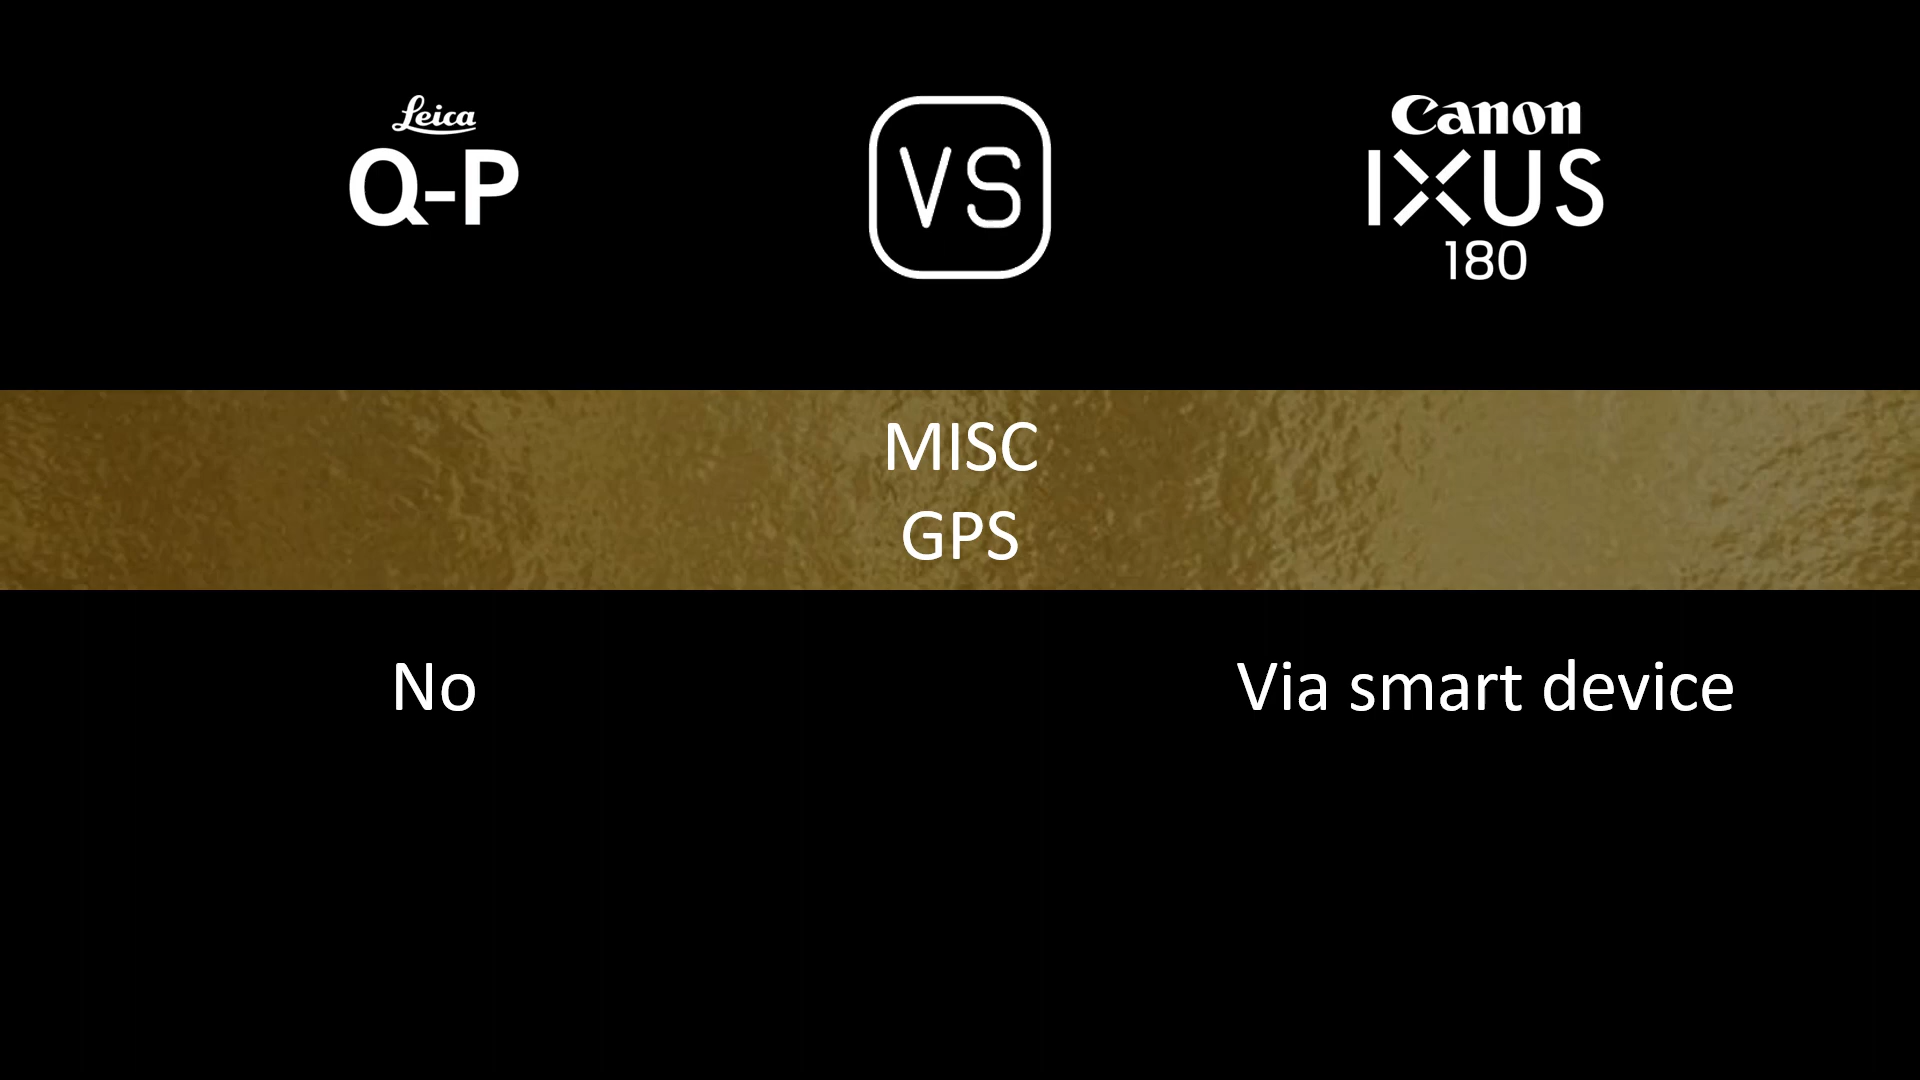 Leica
Q-P
VS
Canon
IXUS
180
MISC
GPS
No
Via smart device